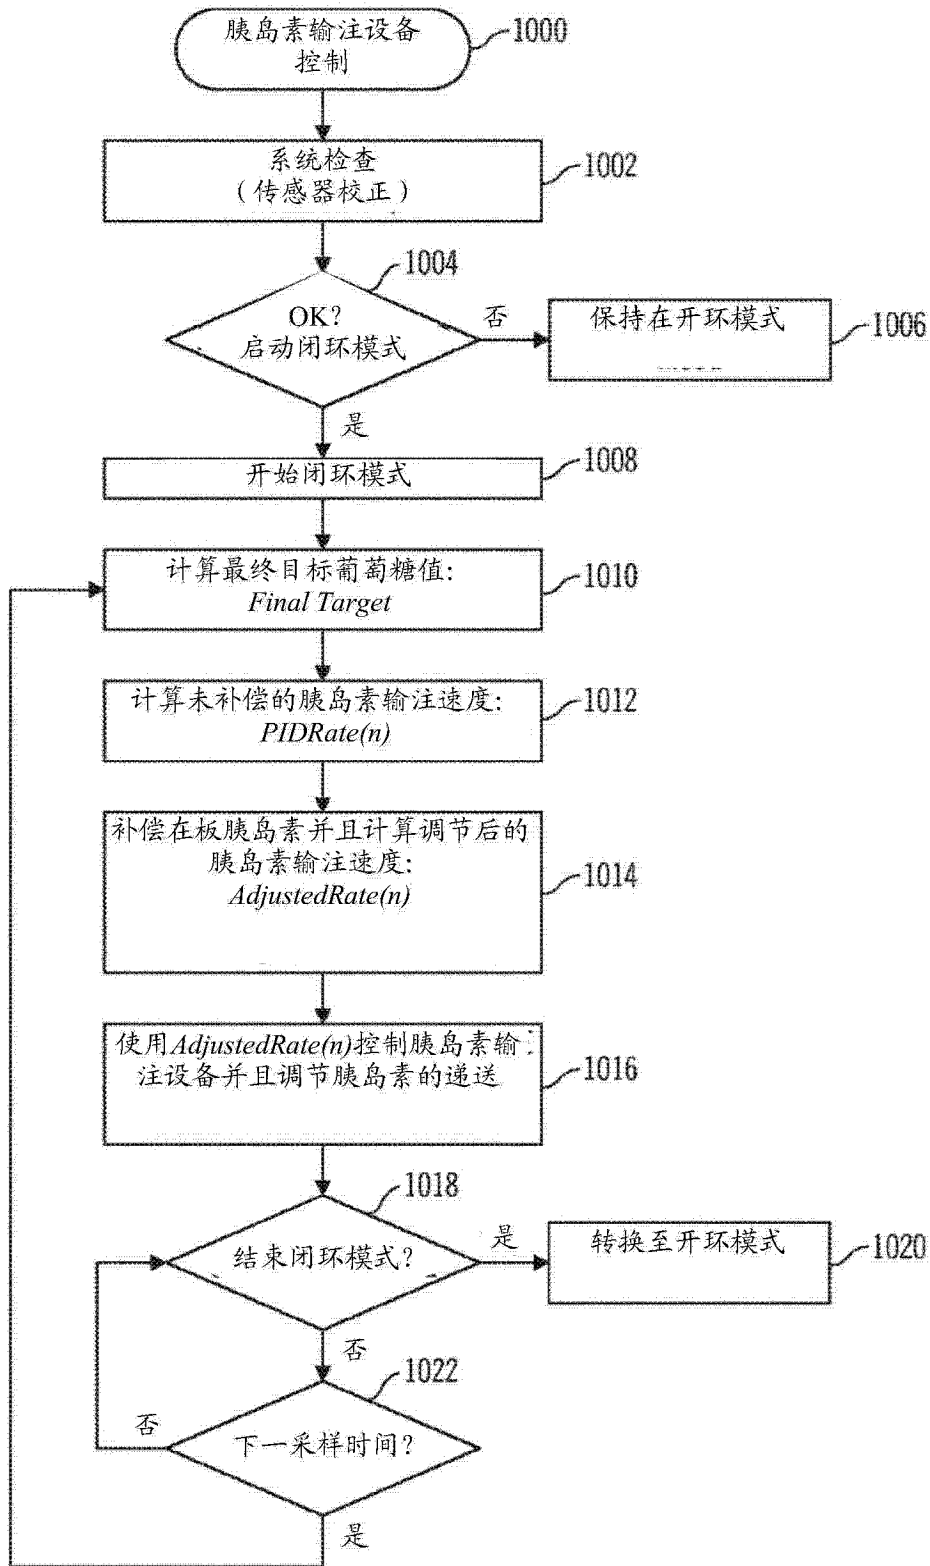 胰岛素输注设备
控制
1000
系统检查
(传感器校正)
1002
1004
OK?
启动闭环模式
否
保持在开环模式
1006
是
开始闭环模式
1008
计算最终目标葡萄糖值:
Final Target
1010
计算未补偿的胰岛素输注速度:
PIDRate(n)
1012
补偿在板胰岛素并且计算调节后的
胰岛素输注速度:
AdjustedRate(n)
1014
使用AdjustedRate(n)控制胰岛素输
注设备并且调节胰岛素的递送
1016
1018
结束闭环模式?
是
转换至开环模式
1020
否
1022
否
下一采样时间?
是